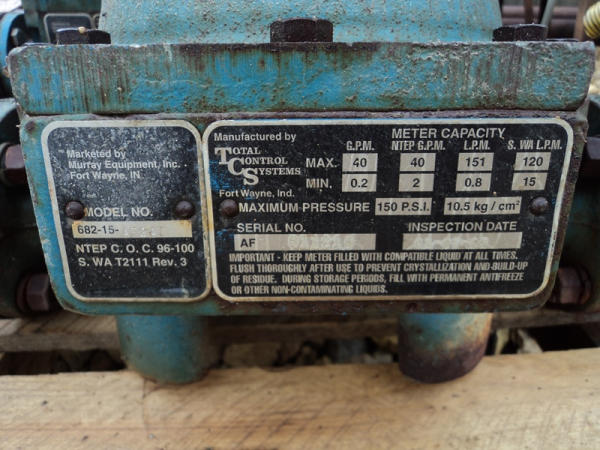 Marketed by
Murray Equipment, Inc.
Fort Wayne, IN
MODEL NO.
682-15-
NTEP C. O. C. 96-100
S. WA T2111 Rev. 3
Manufactured by
TOTAL
CONTROL
SYSTEMS
Fort Wayne, Ind.
METER CAPACITY
G.P.M. NTEP G.P.M. L.P.M. S. WA L.P.M.
MAX. 40 40 151 120
MIN. 0.2 2 0.8 15
MAXIMUM PRESSURE 150 P.S.I. 10.5 kg / cm²
SERIAL NO. INSPECTION DATE
AF
IMPORTANT - KEEP METER FILLED WITH COMPATIBLE LIQUID AT ALL TIMES.
FLUSH THOROUGHLY AFTER USE TO PREVENT CRYSTALLIZATION AND BUILD-UP
OF RESIDUE. DURING STORAGE PERIODS, FILL WITH PERMANENT ANTIFREEZE
OR OTHER NON-CONTAMINATING LIQUIDS.